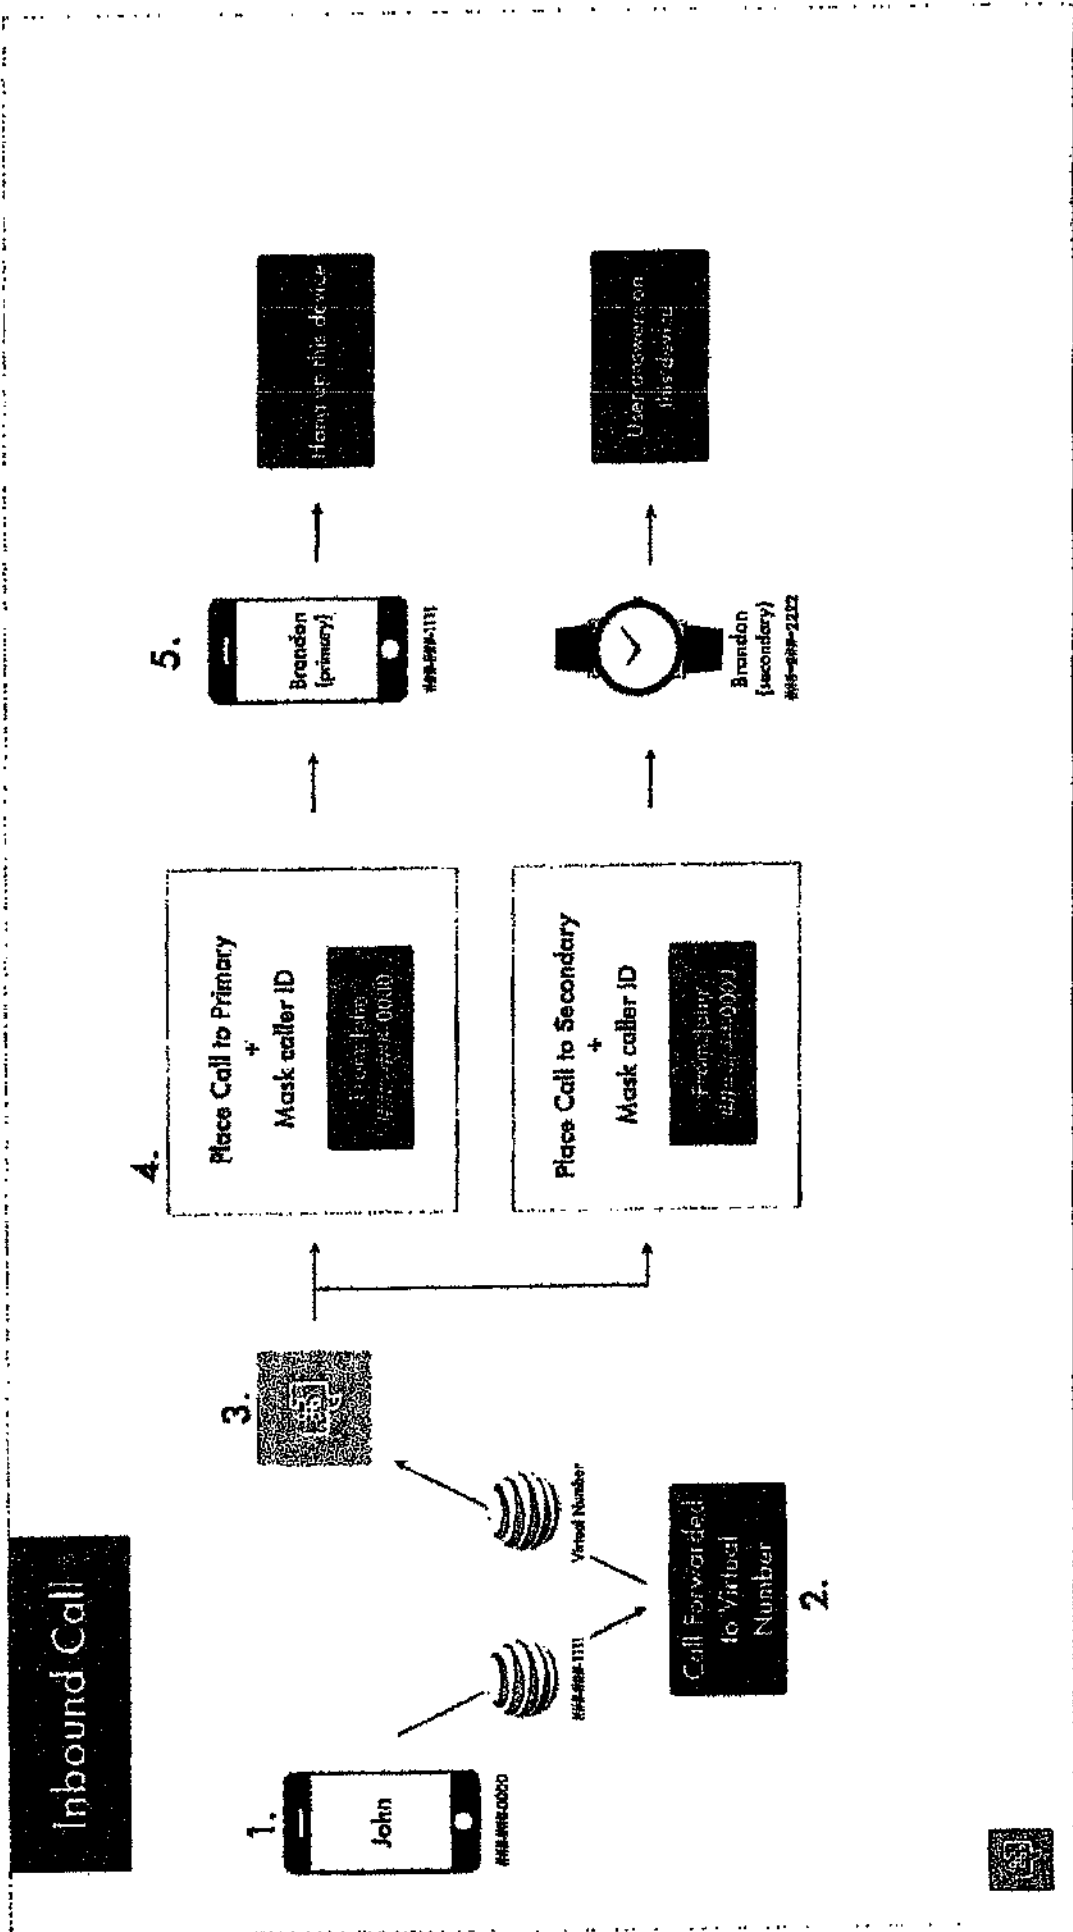 Inbound Call
1.
John
###-###-0000
###-###-1111
Call Forwarded
to Virtual
Number
2.
Virtual Number
3.
4.
Place Call to Primary
+
Mask caller ID
Place Call to Secondary
+
Mask caller ID
5.
Brandon
(primary)
###-###-1111
Hang up this device
Brandon
(secondary)
###-###-2222
User answers on
this device